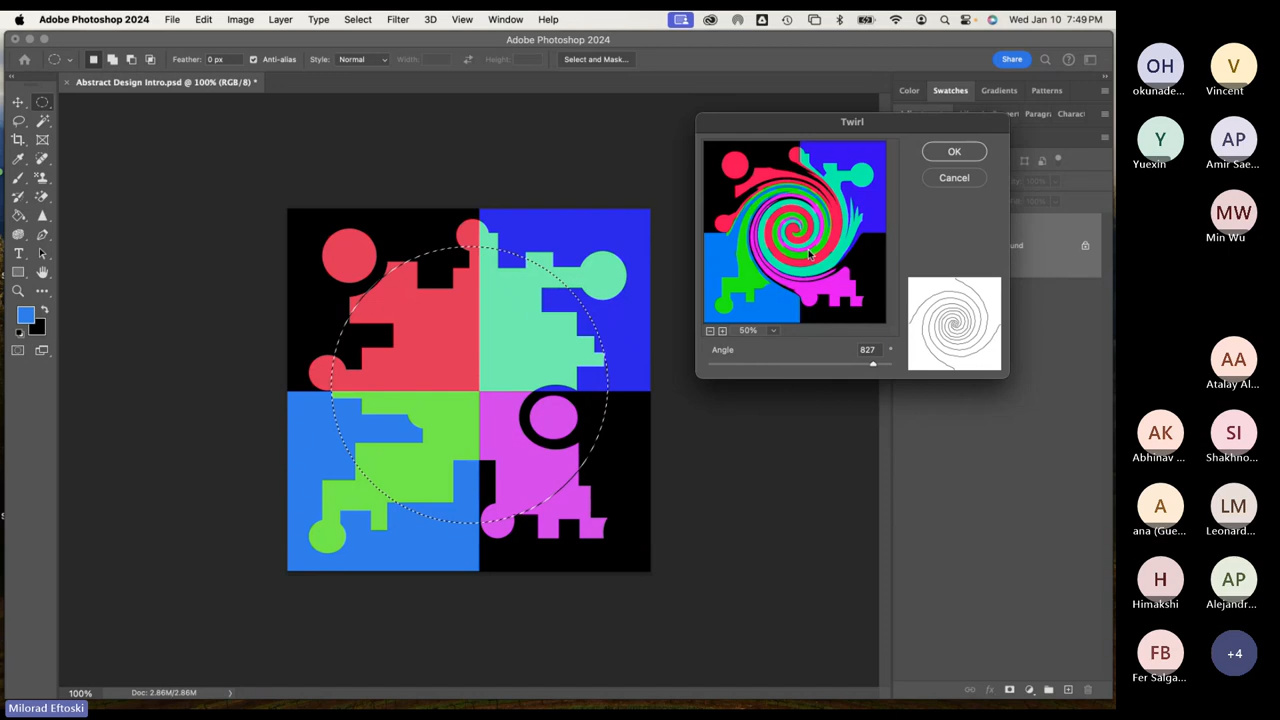 Adobe Photoshop 2024 File Edit Image Layer Type Select Filter 3D View Window Help Wed Jan 10 7:49 PM
Adobe Photoshop 2024
Feather: 0 px Anti-alias Style: Normal Width: Height: Select and Mask... Share
Abstract Design Intro.psd @ 100% (RGB/8) *
Color Swatches Gradients Patterns
Paragr Charac
Twirl
OK
Cancel
50%
Angle 827 °
100% Doc: 2.86M/2.86M
Milorad Eftoski
OH V
okunade... Vincent
Y AP
Yuexin Amir Sae...
MW
Min Wu
AA
Atalay Al...
AK SI
Abhinav ... Shakhno...
A LM
ana (Gue... Leonard...
H AP
Himakshi Alejandr...
FB +4
Fer Salga...